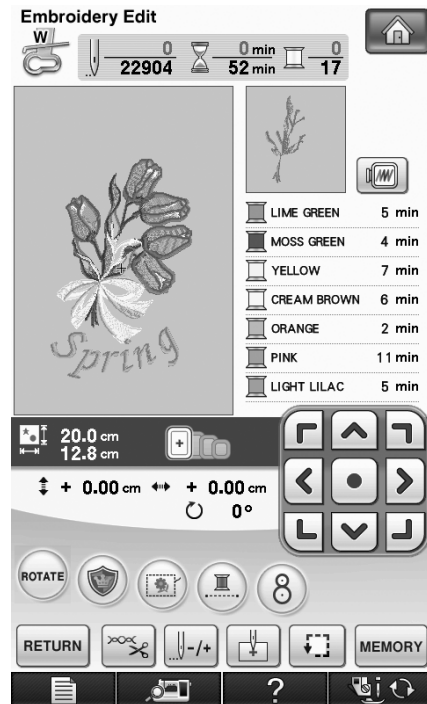 Embroidery Edit
W
0 0 min 0
22904 52 min 17
LIME GREEN 5 min
MOSS GREEN 4 min
YELLOW 7 min
CREAM BROWN 6 min
ORANGE 2 min
PINK 11 min
LIGHT LILAC 5 min
Spring
20.0 cm
12.8 cm
+ 0.00 cm + 0.00 cm
0°
ROTATE
8
RETURN -/+ MEMORY
?